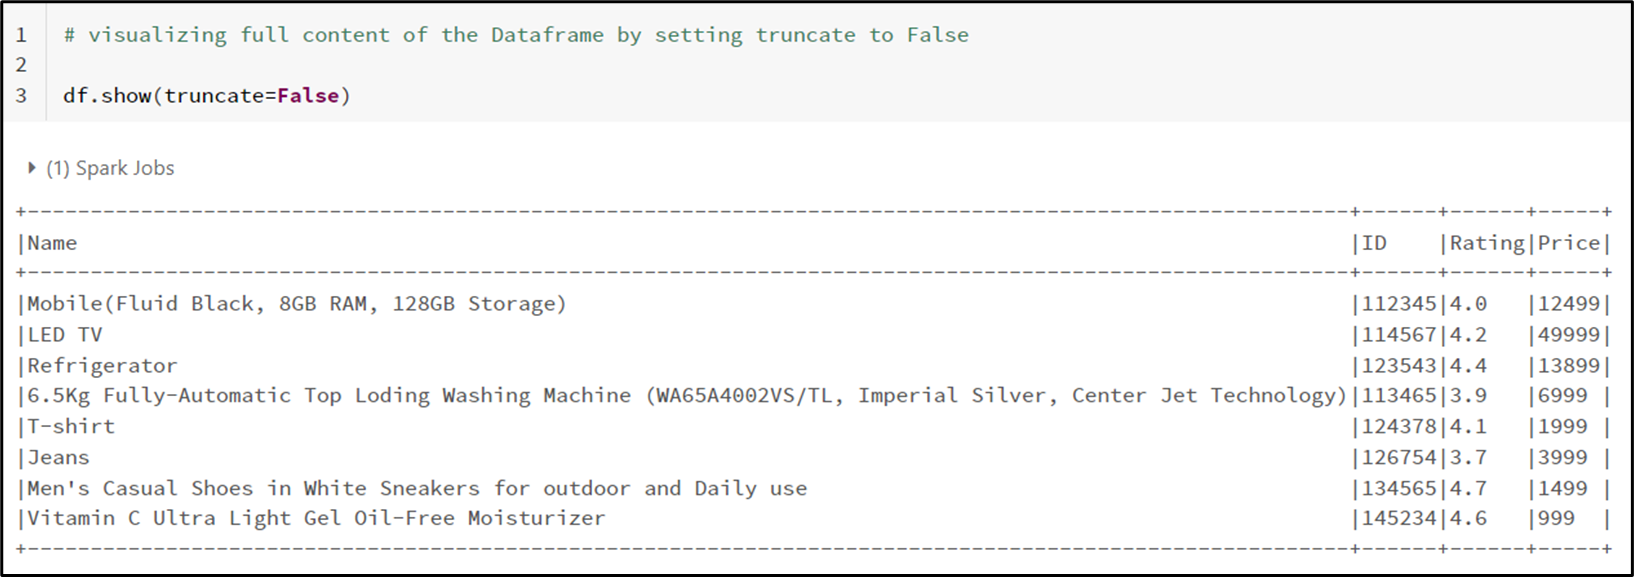 1 # visualizing full content of the Dataframe by setting truncate to False
2
3 df.show(truncate=False)
(1) Spark Jobs
+---------------------------------------------------------------------------------------------------------+------+------+-----+
|Name                                                                                                     |ID    |Rating|Price|
+---------------------------------------------------------------------------------------------------------+------+------+-----+
|Mobile(Fluid Black, 8GB RAM, 128GB Storage)                                                              |112345|4.0   |12499|
|LED TV                                                                                                   |114567|4.2   |49999|
|Refrigerator                                                                                             |123543|4.4   |13899|
|6.5Kg Fully-Automatic Top Loding Washing Machine (WA65A4002VS/TL, Imperial Silver, Center Jet Technology)|113465|3.9   |6999 |
|T-shirt                                                                                                  |124378|4.1   |1999 |
|Jeans                                                                                                    |126754|3.7   |3999 |
|Men's Casual Shoes in White Sneakers for outdoor and Daily use                                           |134565|4.7   |1499 |
|Vitamin C Ultra Light Gel Oil-Free Moisturizer                                                           |145234|4.6   |999  |
+---------------------------------------------------------------------------------------------------------+------+------+-----+